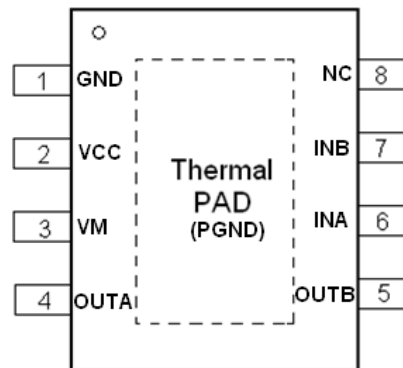 1 GND NC 8
2 VCC INB 7
Thermal
PAD
(PGND)
3 VM INA 6
4 OUTA OUTB 5